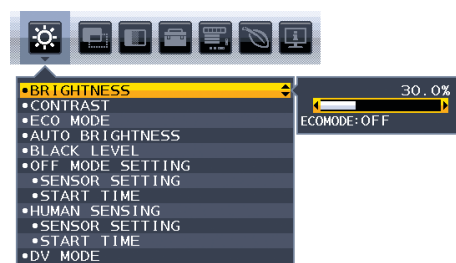 •BRIGHTNESS
•CONTRAST
•ECO MODE
•AUTO BRIGHTNESS
•BLACK LEVEL
•OFF MODE SETTING
•SENSOR SETTING
•START TIME
•HUMAN SENSING
•SENSOR SETTING
•START TIME
•DV MODE
30.0%
ECOMODE:OFF